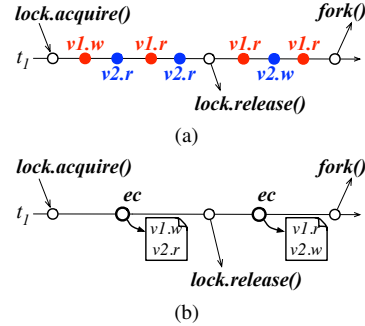 lock.acquire()
fork()
v1.w v1.r v1.r v1.r
t1
v2.r v2.r v2.w
lock.release()
(a)
lock.acquire()
fork()
ec ec
t1
v1.w v1.r
v2.r v2.w
lock.release()
(b)